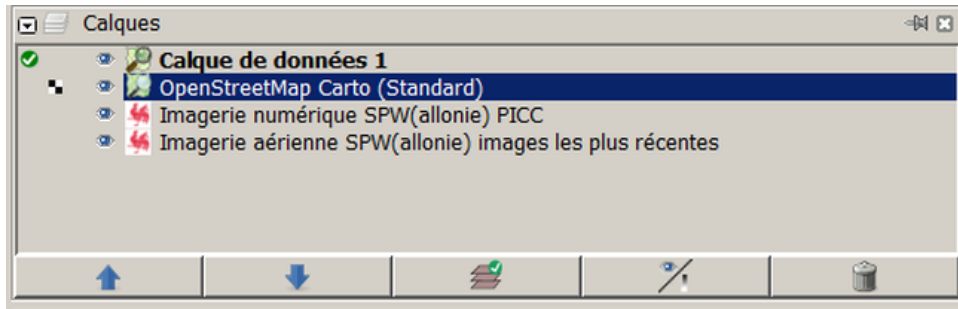 Calques
Calque de données 1
OpenStreetMap Carto (Standard)
Imagerie numérique SPW(allonie) PICC
Imagerie aérienne SPW(allonie) images les plus récentes